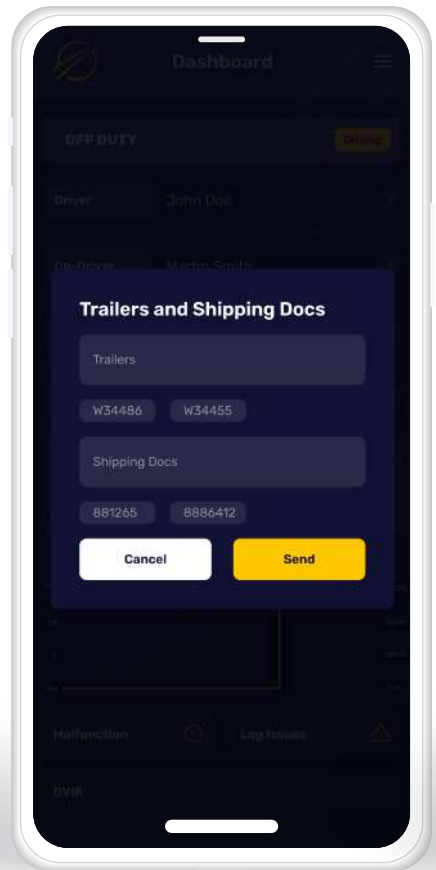 Dashboard
OFF DUTY
Driving
Driver John Doe
Co-Driver Martin Smith
Trailers and Shipping Docs
Trailers
W34486 W34455
Shipping Docs
881265 8886412
Cancel Send
Malfunction Log Issues
DVIR